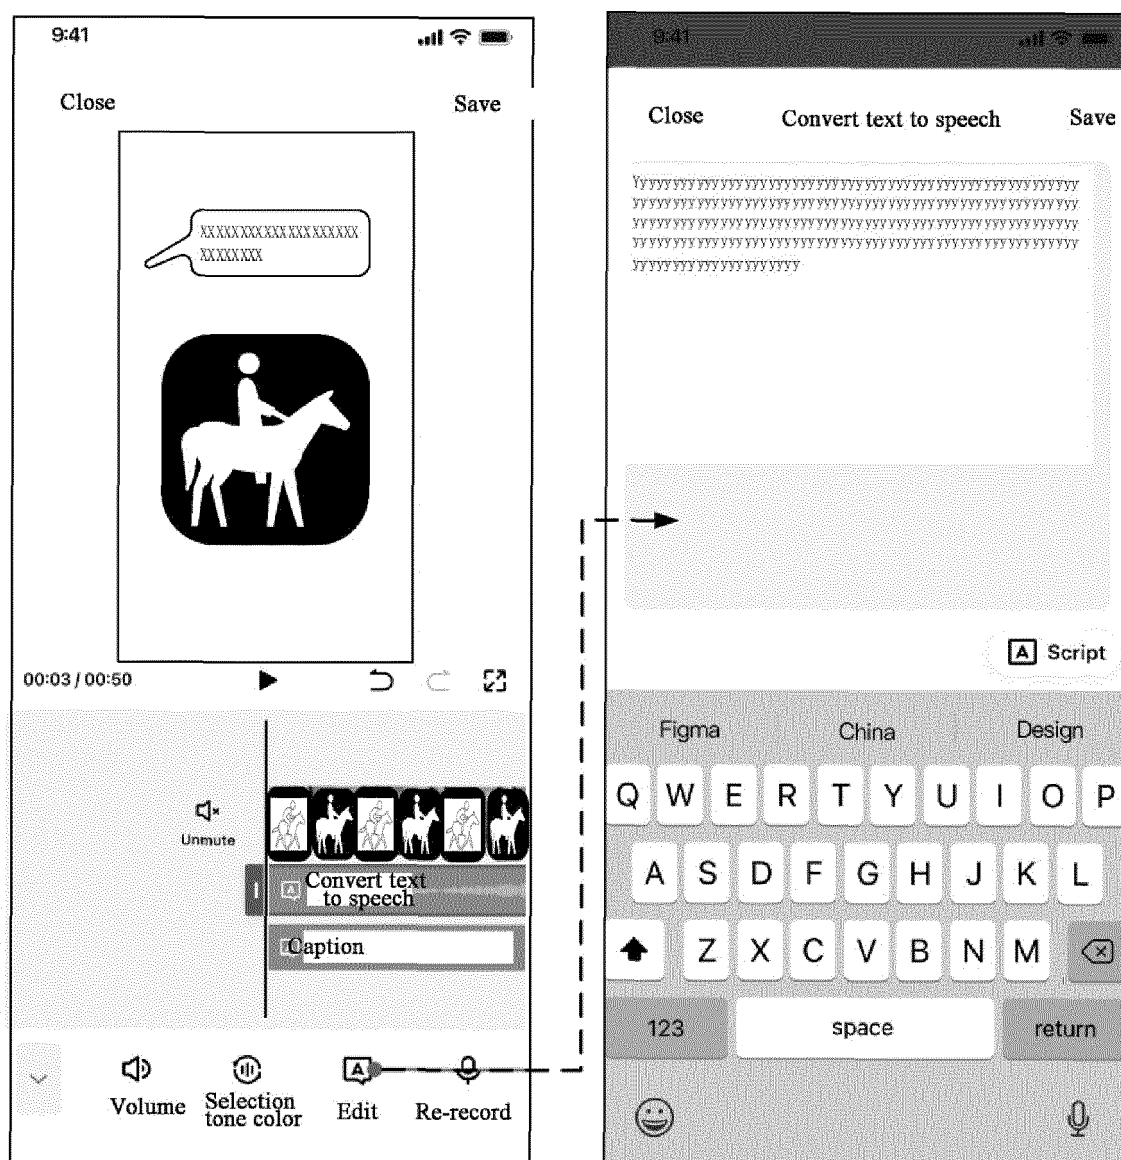 9:41
Close
Save
XXXXXXXXXXXXXXXXXXXX
XXXXXXXX
00:03 / 00:50
Unmute
Convert text
to speech
Caption
Volume
Selection
tone color
Edit
Re-record
9:41
Close
Convert text to speech
Save
A Script
Figma
China
Design
Q W E R T Y U I O P
A S D F G H J K L
Z X C V B N M
123
space
return